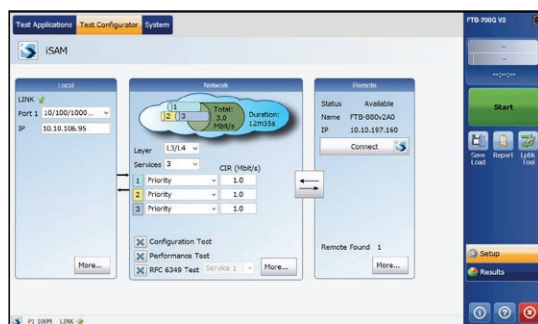 Test Applications Test Configurator System
FTB-700G V2
iSAM
Local
LINK
Port 1 10/100/1000...
IP 10.10.106.95
More...
Network
1
2 3
Total:
3.0
Mbit/s
Duration:
12m35s
Layer L3/L4
Services 3
CIR (Mbit/s)
1 Priority 1.0
2 Priority 1.0
3 Priority 1.0
Configuration Test
Performance Test
RFC 6349 Test Service 1 More...
Remote
Status Available
Name FTB-880v2A0
IP 10.10.197.160
Connect
Remote Found 1
More...
--
--
--:--:--
Start
Save
Load
Report
Lpbk
Tool
Setup
Results
P1 100M LINK